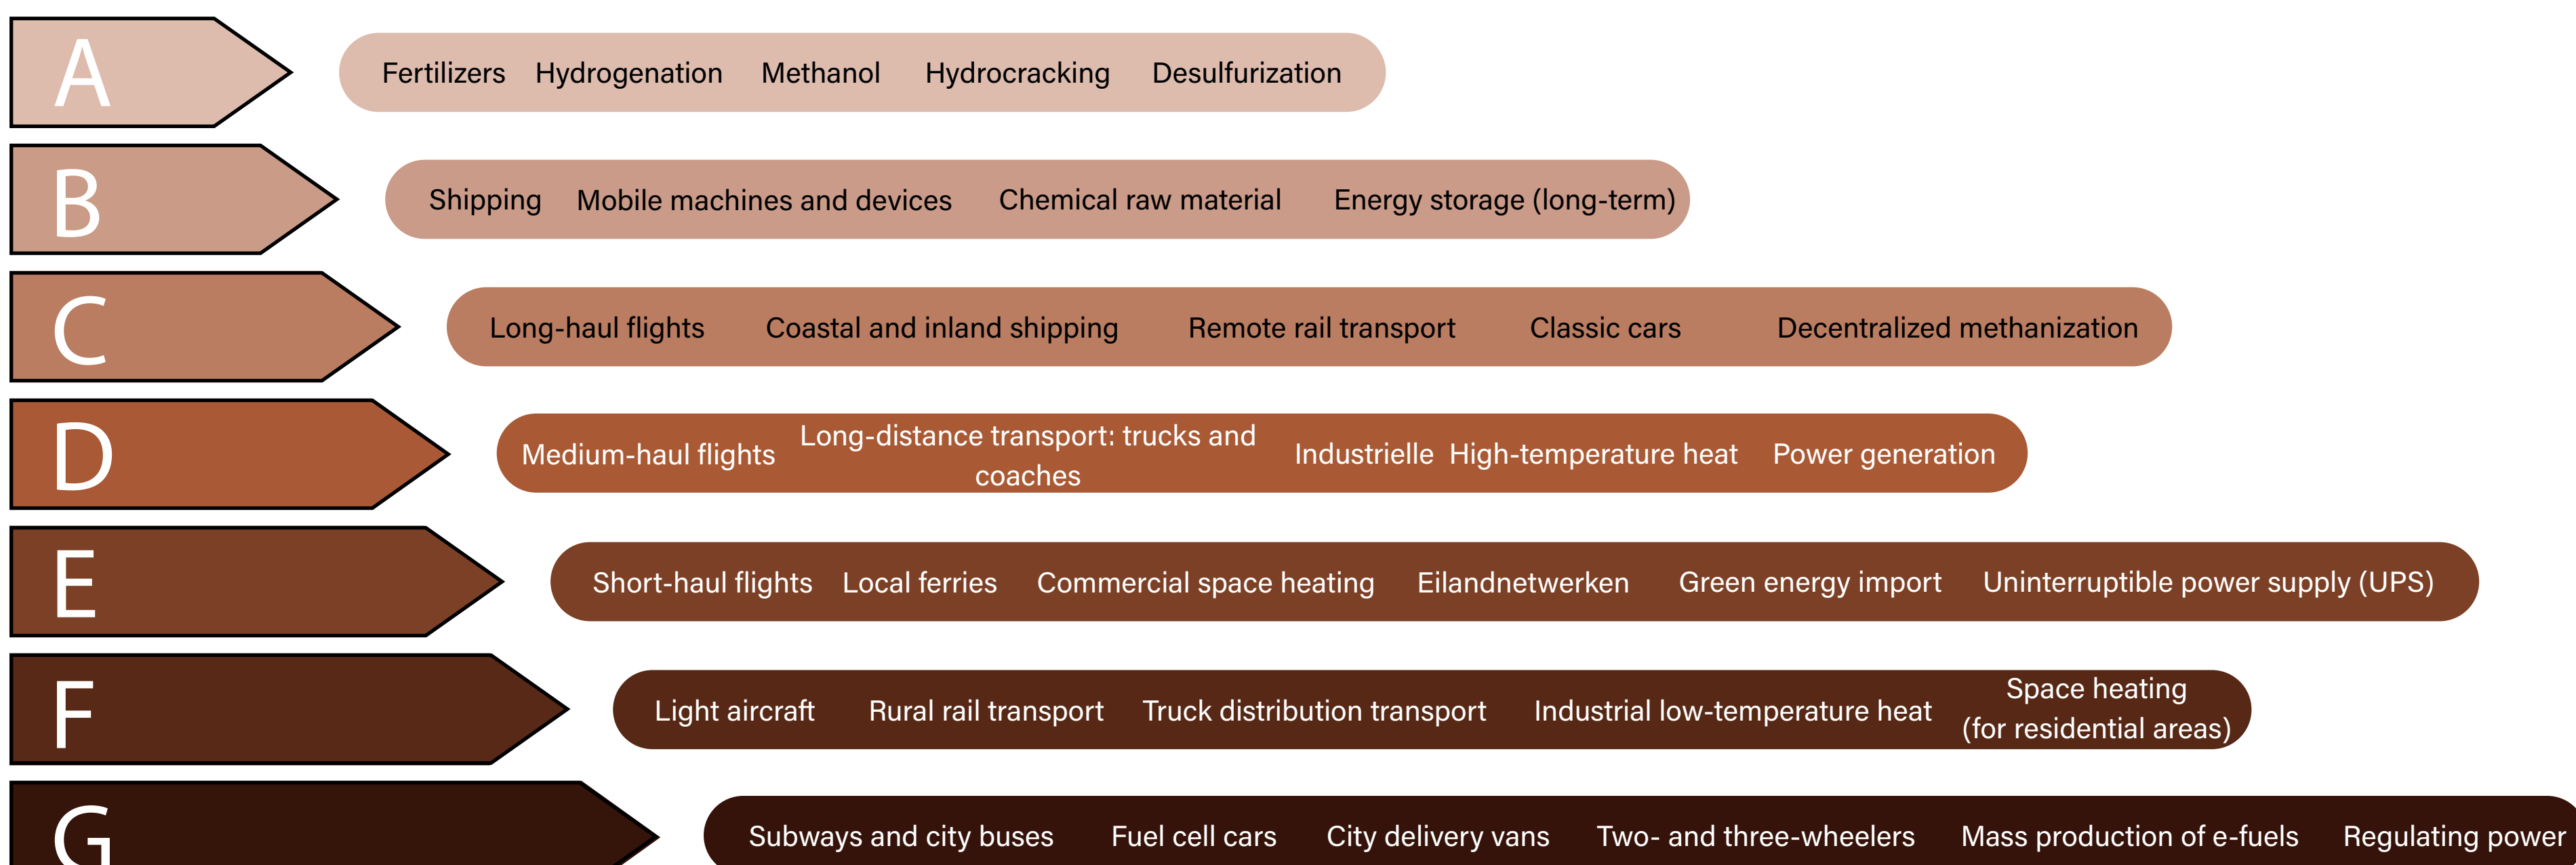 A
Fertilizers Hydrogenation Methanol Hydrocracking Desulfurization
B
Shipping Mobile machines and devices Chemical raw material Energy storage (long-term)
C
Long-haul flights Coastal and inland shipping Remote rail transport Classic cars Decentralized methanization
D
Medium-haul flights Long-distance transport: trucks and
coaches Industrielle High-temperature heat Power generation
E
Short-haul flights Local ferries Commercial space heating Eilandnetwerken Green energy import Uninterruptible power supply (UPS)
F
Light aircraft Rural rail transport Truck distribution transport Industrial low-temperature heat Space heating
(for residential areas)
G
Subways and city buses Fuel cell cars City delivery vans Two- and three-wheelers Mass production of e-fuels Regulating power